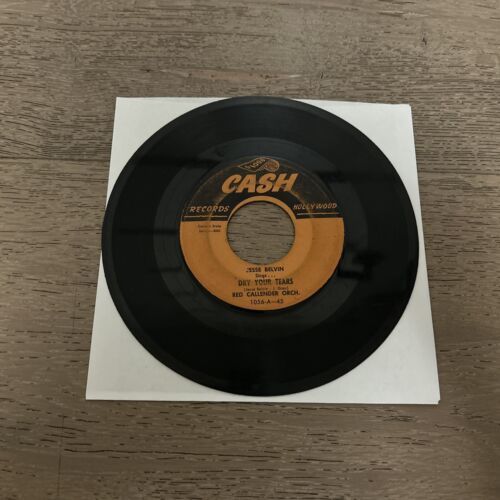 CASH
RECORDS HOLLYWOOD
JESSE BELVIN
Sings...
DRY YOUR TEARS
RED CALLENDER ORCH.
1056-A-45